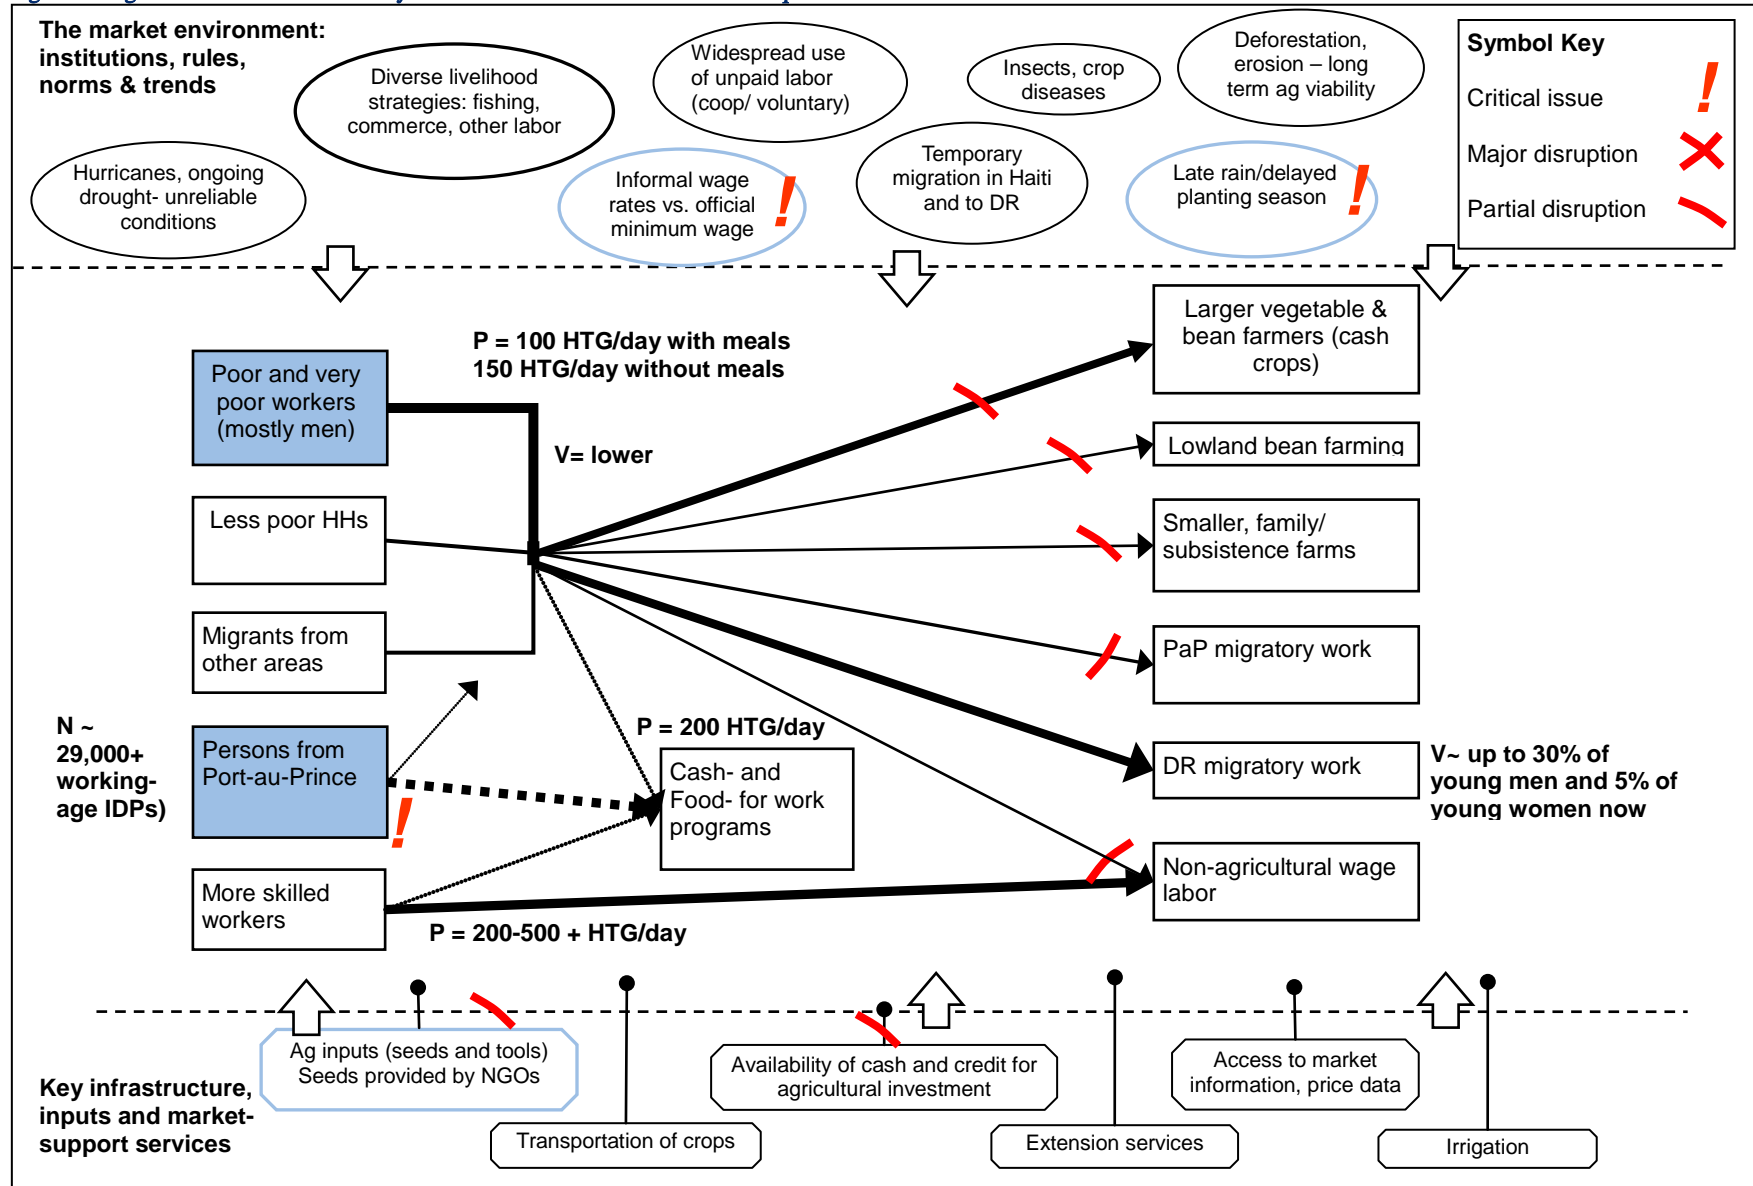 The market environment:
institutions, rules,
norms & trends
Diverse livelihood
strategies: fishing,
commerce, other labor
Widespread use
of unpaid labor
(coop/ voluntary)
Insects, crop
diseases
Deforestation,
erosion – long
term ag viability
Symbol Key
Critical issue
Major disruption
Partial disruption
Hurricanes, ongoing
drought- unreliable
conditions
Informal wage
rates vs. official
minimum wage
Temporary
migration in Haiti
and to DR
Late rain/delayed
planting season
P = 100 HTG/day with meals
150 HTG/day without meals
V= lower
Poor and very
poor workers
(mostly men)
Less poor HHs
Migrants from
other areas
N ~
29,000+
working-
age IDPs)
Persons from
Port-au-Prince
More skilled
workers
P = 200 HTG/day
Cash- and
Food- for work
programs
P = 200-500 + HTG/day
Larger vegetable &
bean farmers (cash
crops)
Lowland bean farming
Smaller, family/
subsistence farms
PaP migratory work
DR migratory work
V~ up to 30% of
young men and 5% of
young women now
Non-agricultural wage
labor
Key infrastructure,
inputs and market-
support services
Ag inputs (seeds and tools)
Seeds provided by NGOs
Transportation of crops
Availability of cash and credit for
agricultural investment
Extension services
Access to market
information, price data
Irrigation